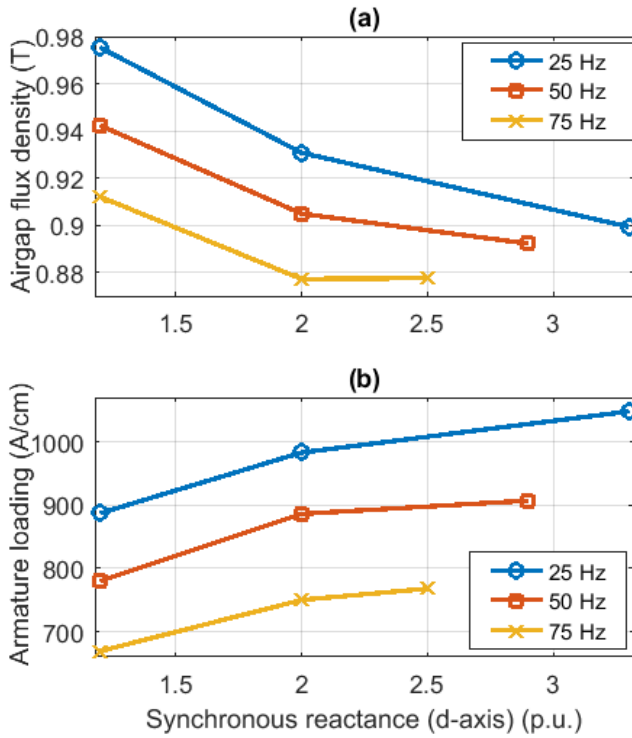 (a)
Airgap flux density (T)
0.98
0.96
0.94
0.92
0.9
0.88
25 Hz
50 Hz
75 Hz
1.5 2 2.5 3
(b)
Armature loading (A/cm)
1000
900
800
700
25 Hz
50 Hz
75 Hz
1.5 2 2.5 3
Synchronous reactance (d-axis) (p.u.)